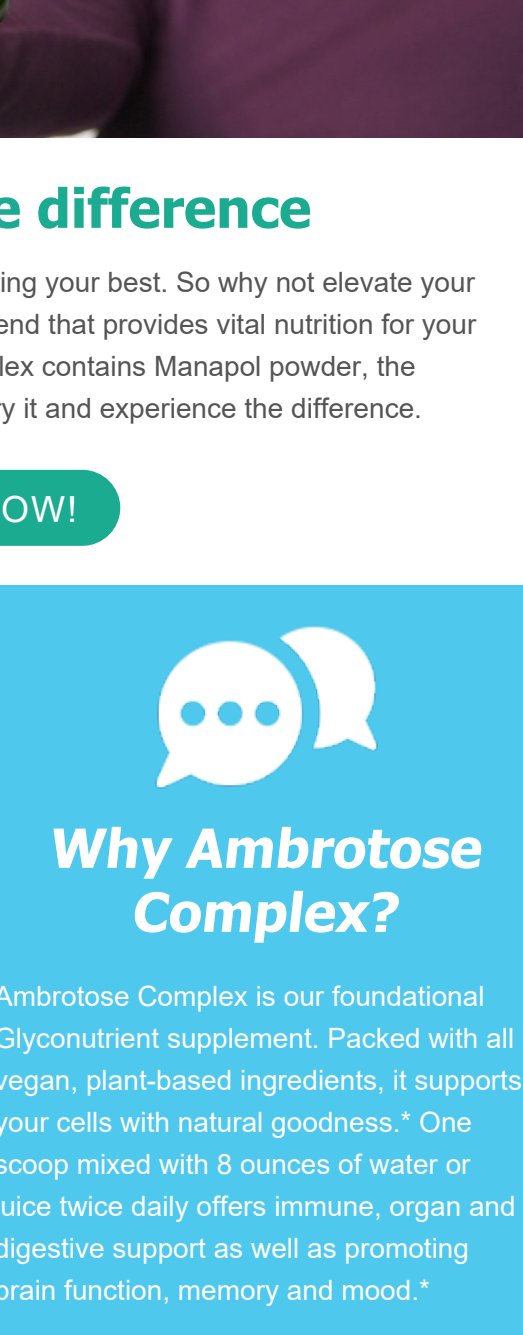 e difference
ing your best. So why not elevate your
end that provides vital nutrition for your
lex contains Manapol powder, the
y it and experience the difference.
OW!
Why Ambrotose
Complex?
Ambrotose Complex is our foundational
Glyconutrient supplement. Packed with all
vegan, plant-based ingredients, it supports
your cells with natural goodness.* One
scoop mixed with 8 ounces of water or
juice twice daily offers immune, organ and
digestive support as well as promoting
brain function, memory and mood.*